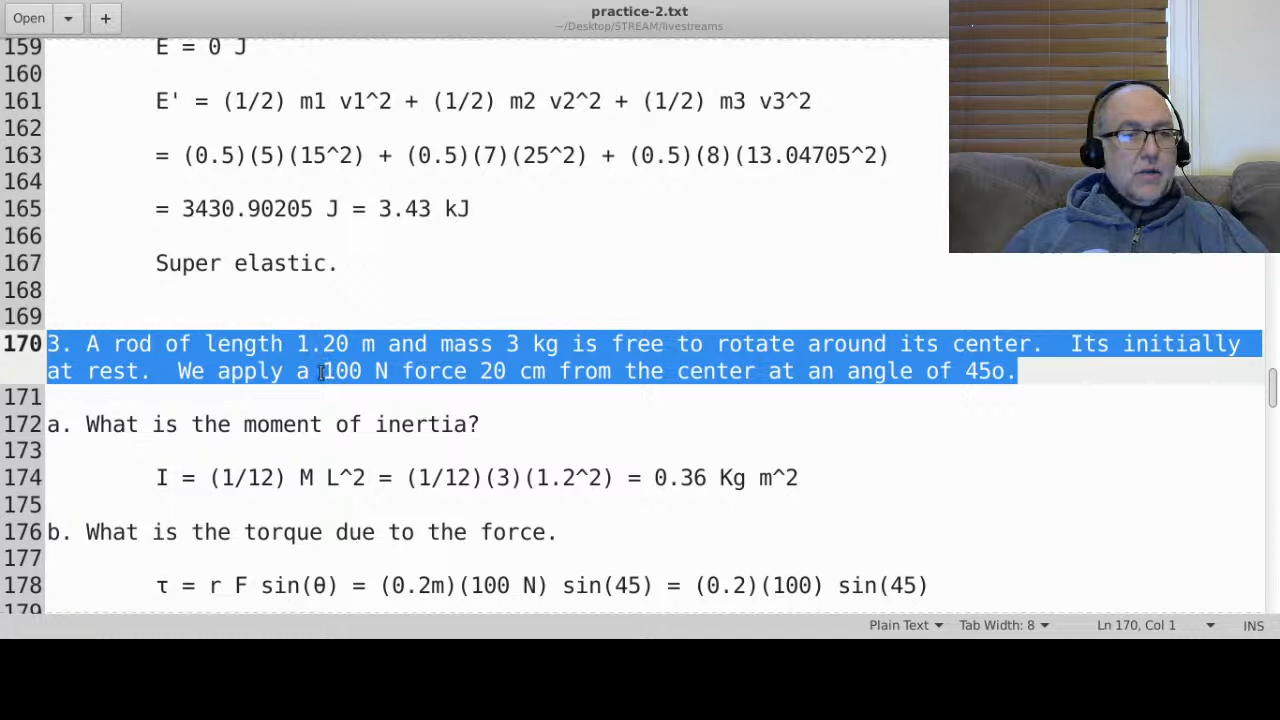 Open
practice-2.txt
~/Desktop/STREAM/livestreams
159 E = 0 J
160
161 E' = (1/2) m1 v1^2 + (1/2) m2 v2^2 + (1/2) m3 v3^2
162
163 = (0.5)(5)(15^2) + (0.5)(7)(25^2) + (0.5)(8)(13.04705^2)
164
165 = 3430.90205 J = 3.43 kJ
166
167 Super elastic.
168
169
170 3. A rod of length 1.20 m and mass 3 kg is free to rotate around its center.  Its initially
at rest.  We apply a 100 N force 20 cm from the center at an angle of 45o.
171
172 a. What is the moment of inertia?
173
174 I = (1/12) M L^2 = (1/12)(3)(1.2^2) = 0.36 Kg m^2
175
176 b. What is the torque due to the force.
177
178 τ = r F sin(θ) = (0.2m)(100 N) sin(45) = (0.2)(100) sin(45)
179
Plain Text Tab Width: 8 Ln 170, Col 1 INS